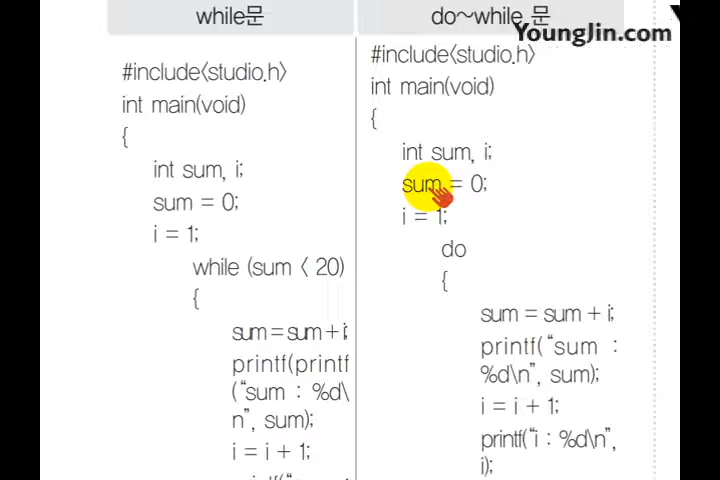 while문
#include<studio.h>
int main(void)
{
int sum, i;
sum = 0;
i = 1;
while (sum < 20)
{
sum=sum+i;
printf(printf
("sum : %d\
n", sum);
i = i + 1;
do~while 문
YoungJin.com
#include<studio.h>
int main(void)
{
int sum, i;
sum = 0;
i = 1;
do
{
sum = sum + i;
printf("sum :
%d\n", sum);
i = i + 1;
printf("i : %d\n",
i);